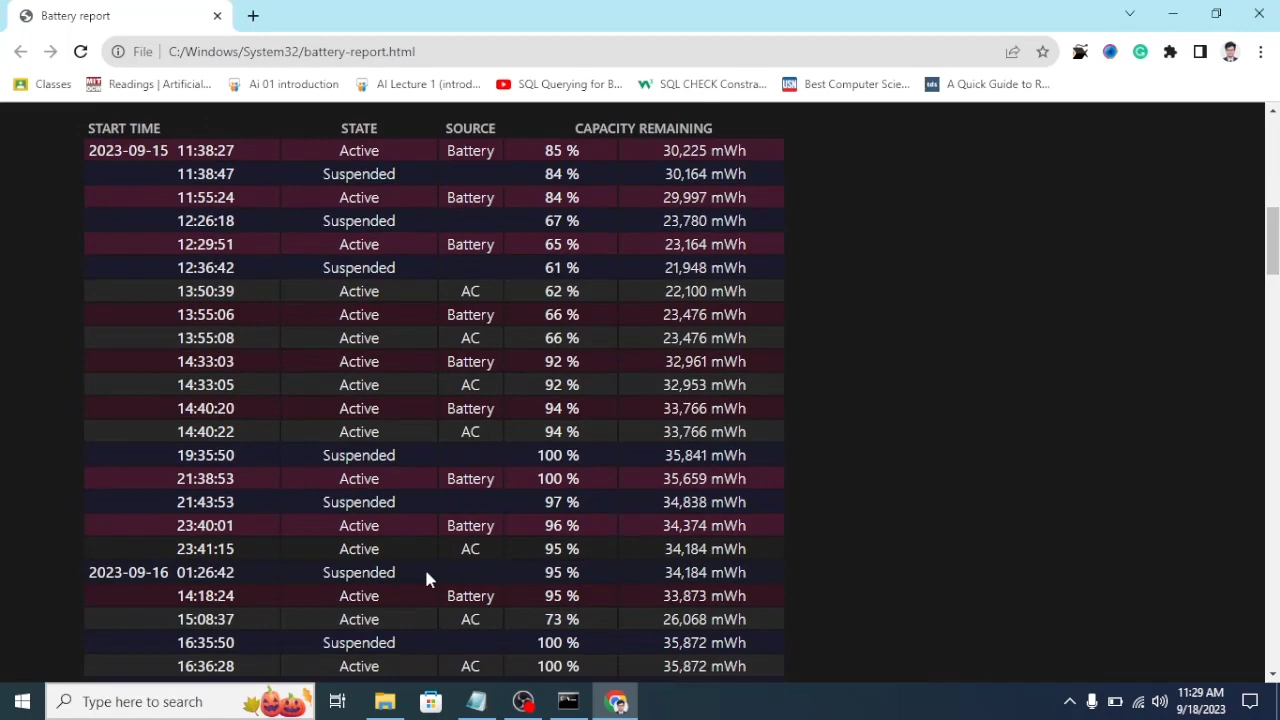 Battery report
File C:/Windows/System32/battery-report.html
Classes Readings | Artificial... Ai 01 introduction AI Lecture 1 (introd... SQL Querying for B... SQL CHECK Constra... Best Computer Scie... A Quick Guide to R...
START TIME STATE SOURCE CAPACITY REMAINING
2023-09-15 11:38:27 Active Battery 85 % 30,225 mWh
11:38:47 Suspended 84 % 30,164 mWh
11:55:24 Active Battery 84 % 29,997 mWh
12:26:18 Suspended 67 % 23,780 mWh
12:29:51 Active Battery 65 % 23,164 mWh
12:36:42 Suspended 61 % 21,948 mWh
13:50:39 Active AC 62 % 22,100 mWh
13:55:06 Active Battery 66 % 23,476 mWh
13:55:08 Active AC 66 % 23,476 mWh
14:33:03 Active Battery 92 % 32,961 mWh
14:33:05 Active AC 92 % 32,953 mWh
14:40:20 Active Battery 94 % 33,766 mWh
14:40:22 Active AC 94 % 33,766 mWh
19:35:50 Suspended 100 % 35,841 mWh
21:38:53 Active Battery 100 % 35,659 mWh
21:43:53 Suspended 97 % 34,838 mWh
23:40:01 Active Battery 96 % 34,374 mWh
23:41:15 Active AC 95 % 34,184 mWh
2023-09-16 01:26:42 Suspended 95 % 34,184 mWh
14:18:24 Active Battery 95 % 33,873 mWh
15:08:37 Active AC 73 % 26,068 mWh
16:35:50 Suspended 100 % 35,872 mWh
16:36:28 Active AC 100 % 35,872 mWh
Type here to search
11:29 AM
9/18/2023